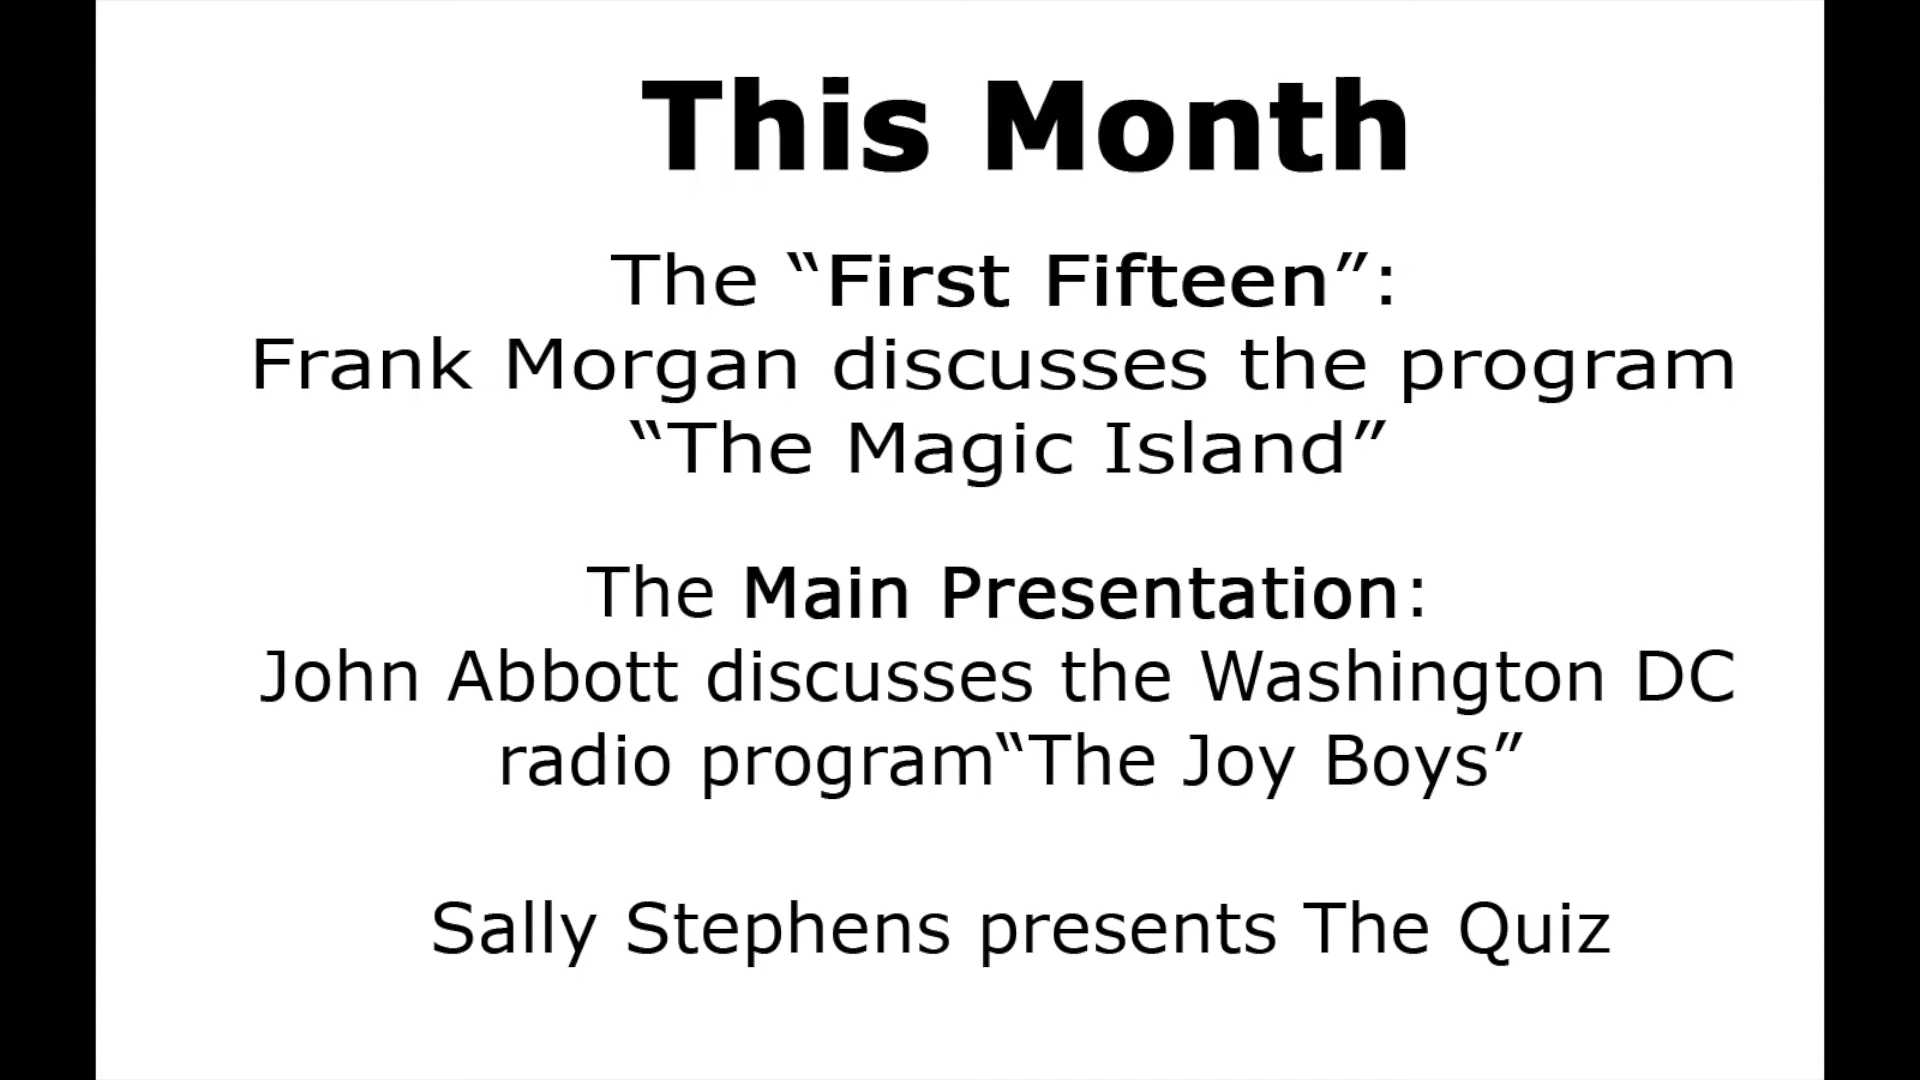 This Month
The “First Fifteen”:
Frank Morgan discusses the program
“The Magic Island”
The Main Presentation:
John Abbott discusses the Washington DC
radio program“The Joy Boys”
Sally Stephens presents The Quiz